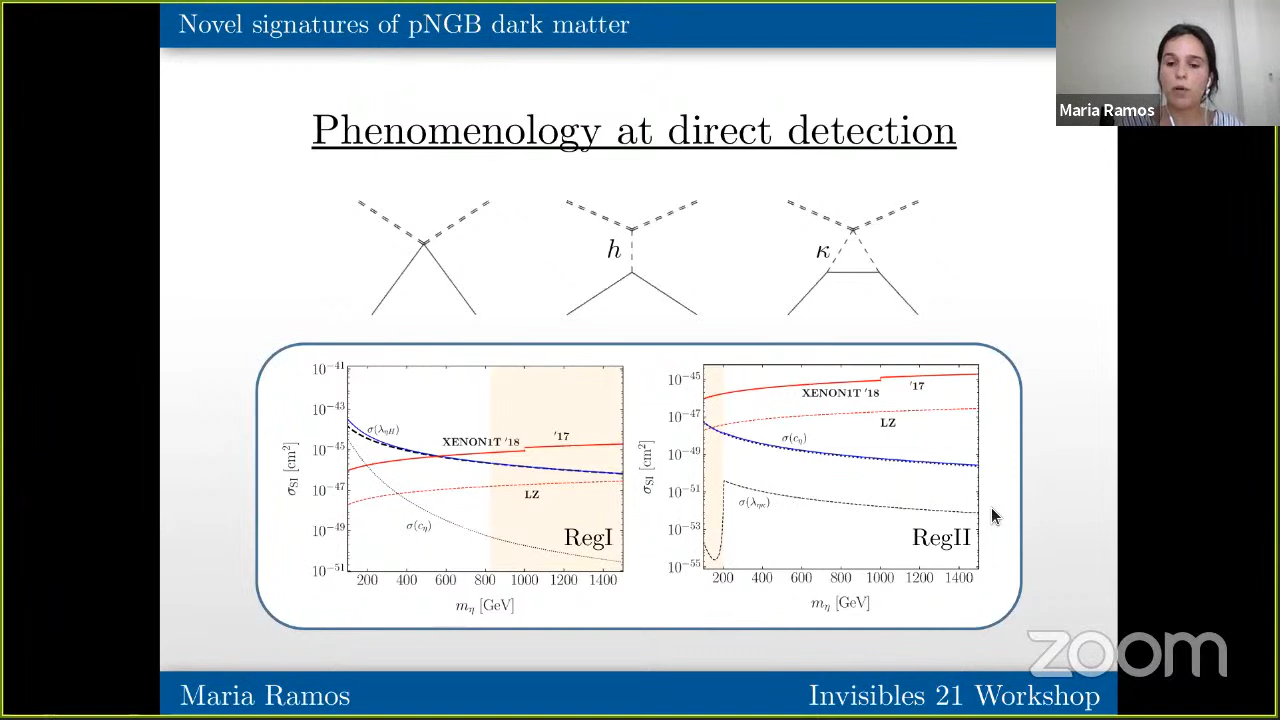 Novel signatures of pNGB dark matter
Maria Ramos
Phenomenology at direct detection
h
κ
10⁻⁴¹
10⁻⁴³
10⁻⁴⁵
10⁻⁴⁷
10⁻⁴⁹
10⁻⁵¹
σ_SI [cm²]
σ(λ_ηH)
XENON1T '18
'17
LZ
σ(c_η)
RegI
200 400 600 800 1000 1200 1400
m_η [GeV]
10⁻⁴⁵
10⁻⁴⁷
10⁻⁴⁹
10⁻⁵¹
10⁻⁵³
10⁻⁵⁵
σ_SI [cm²]
XENON1T '18
'17
LZ
σ(c_η)
σ(λ_ηκ)
RegII
200 400 600 800 1000 1200 1400
m_η [GeV]
zoom
Maria Ramos
Invisibles 21 Workshop